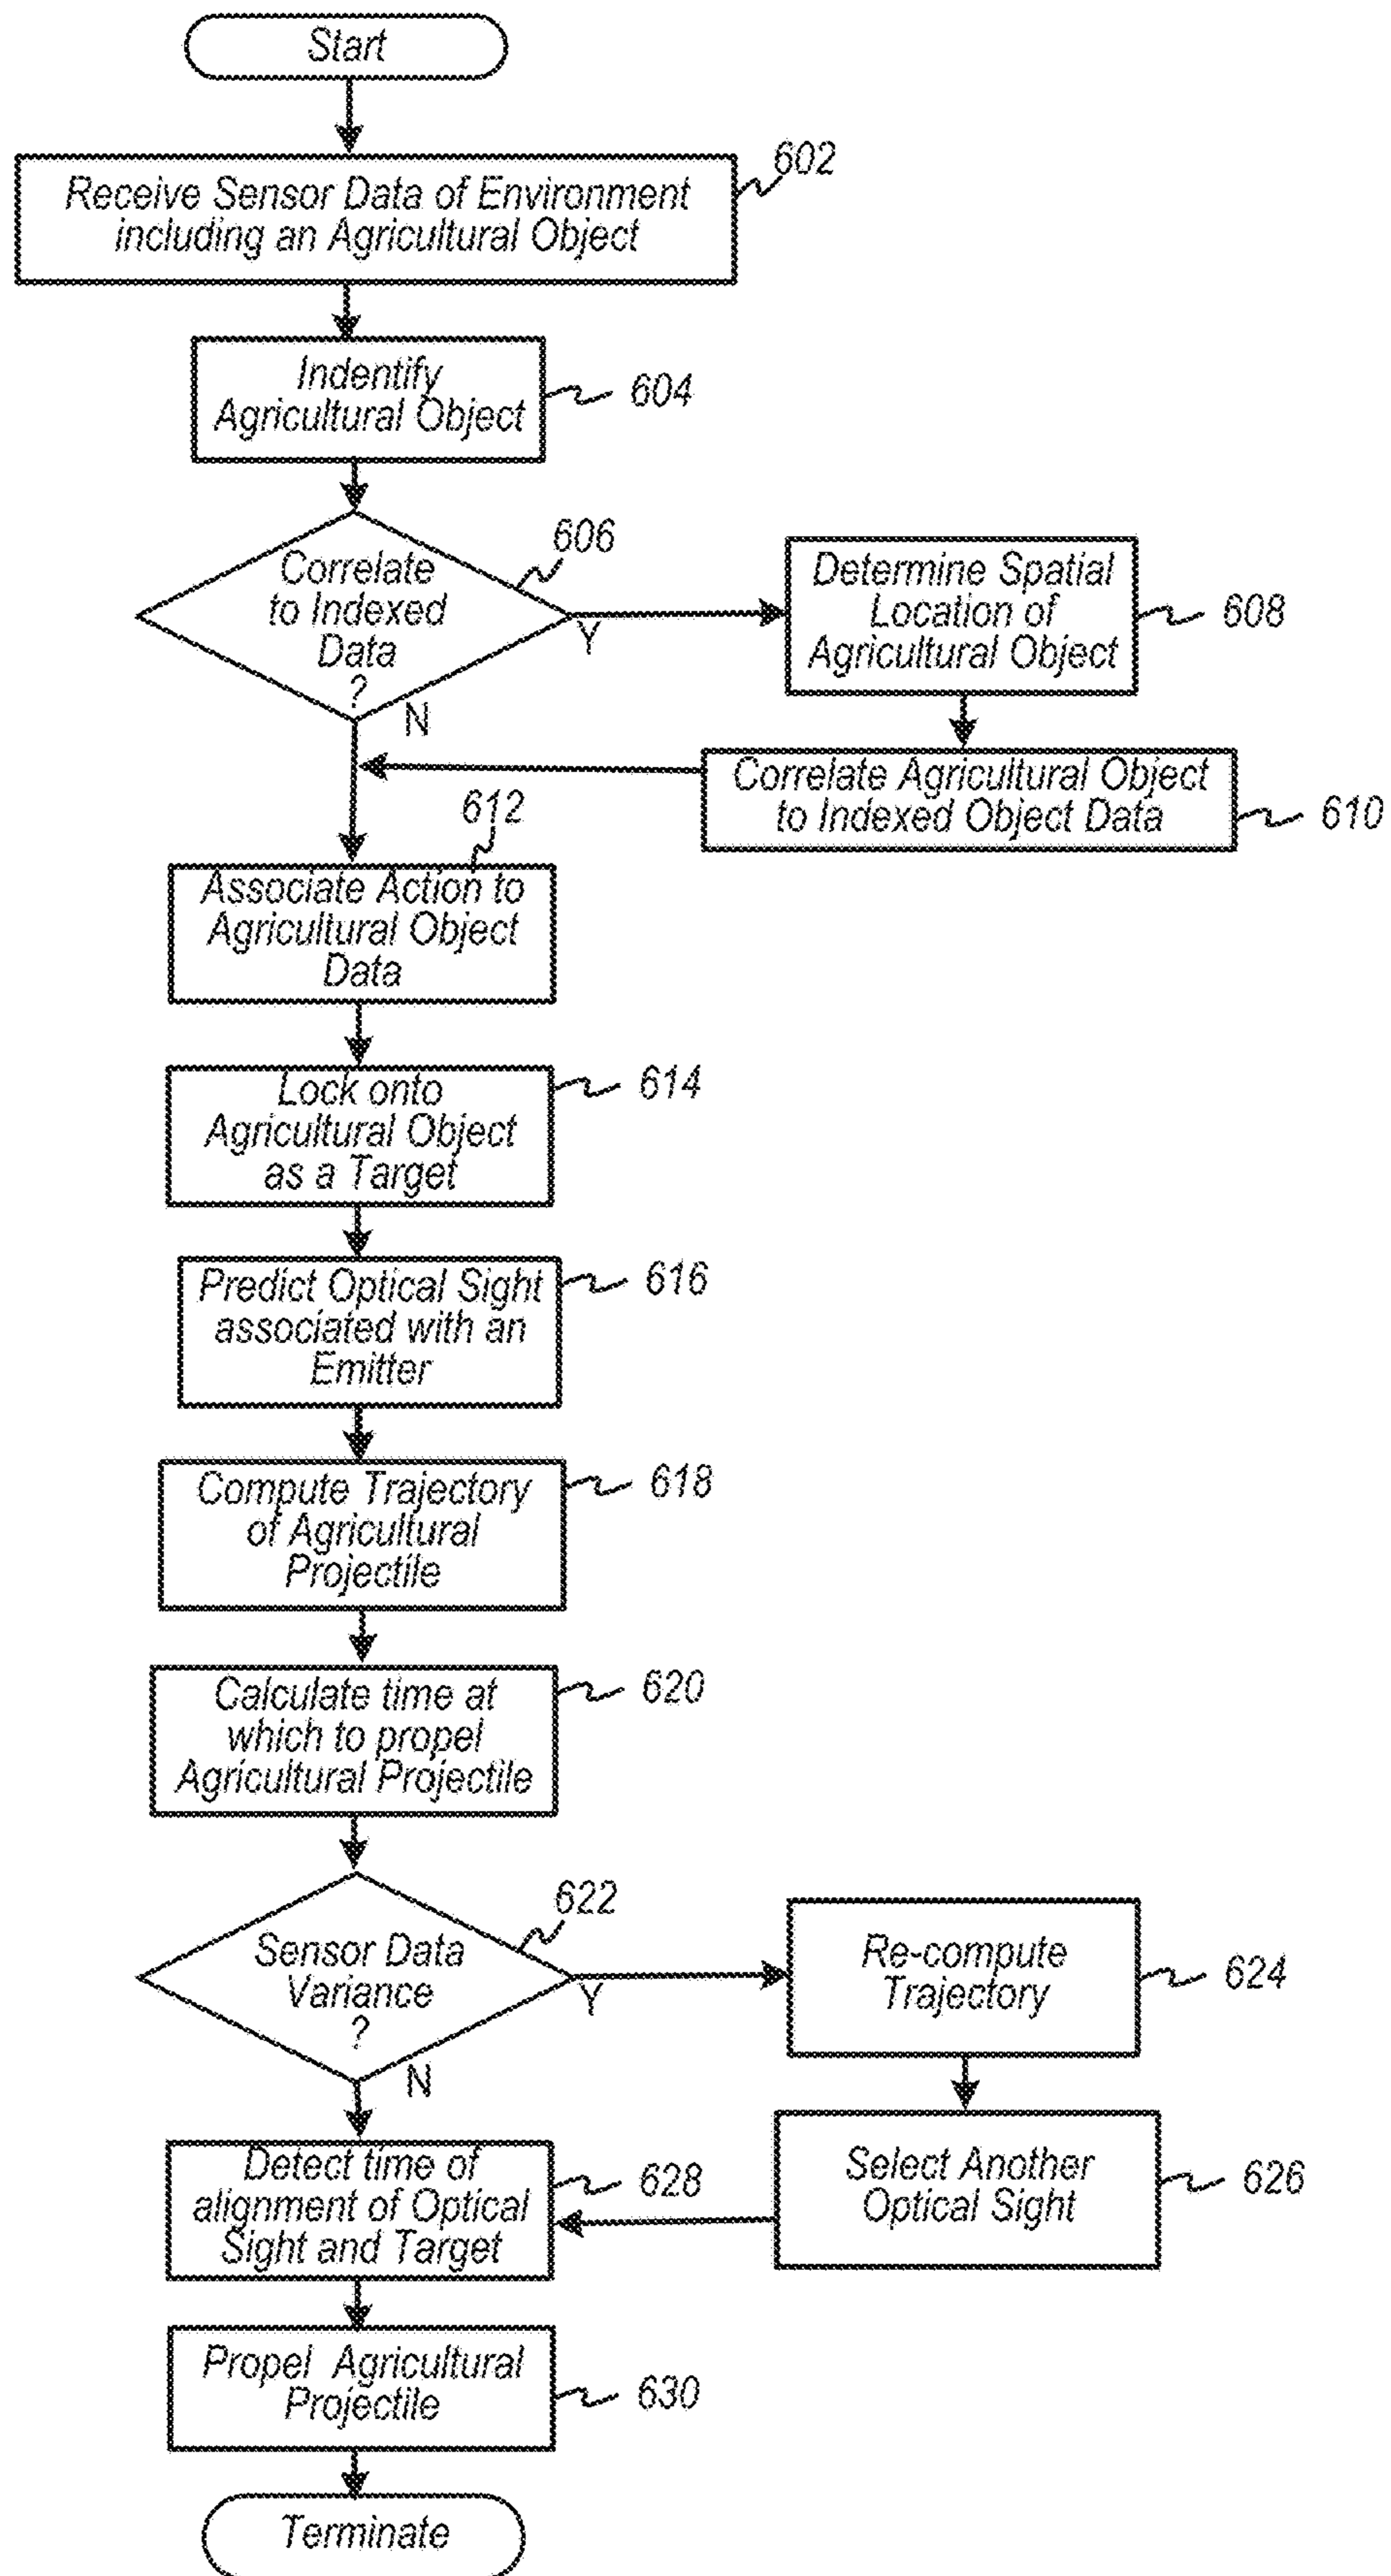 Start
602
Receive Sensor Data of Environment
including an Agricultural Object
Indentify
Agricultural Object
604
606
Correlate
to Indexed
Data
?
Y
N
Determine Spatial
Location of
Agricultural Object
608
Correlate Agricultural Object
to Indexed Object Data
610
612
Associate Action to
Agricultural Object
Data
Lock onto
Agricultural Object
as a Target
614
Predict Optical Sight
associated with an
Emitter
616
Compute Trajectory
of Agricultural
Projectile
618
Calculate time at
which to propel
Agricultural Projectile
620
622
Sensor Data
Variance
?
Y
N
Re-compute
Trajectory
624
Select Another
Optical Sight
626
Detect time of
alignment of Optical
Sight and Target
628
Propel Agricultural
Projectile
630
Terminate